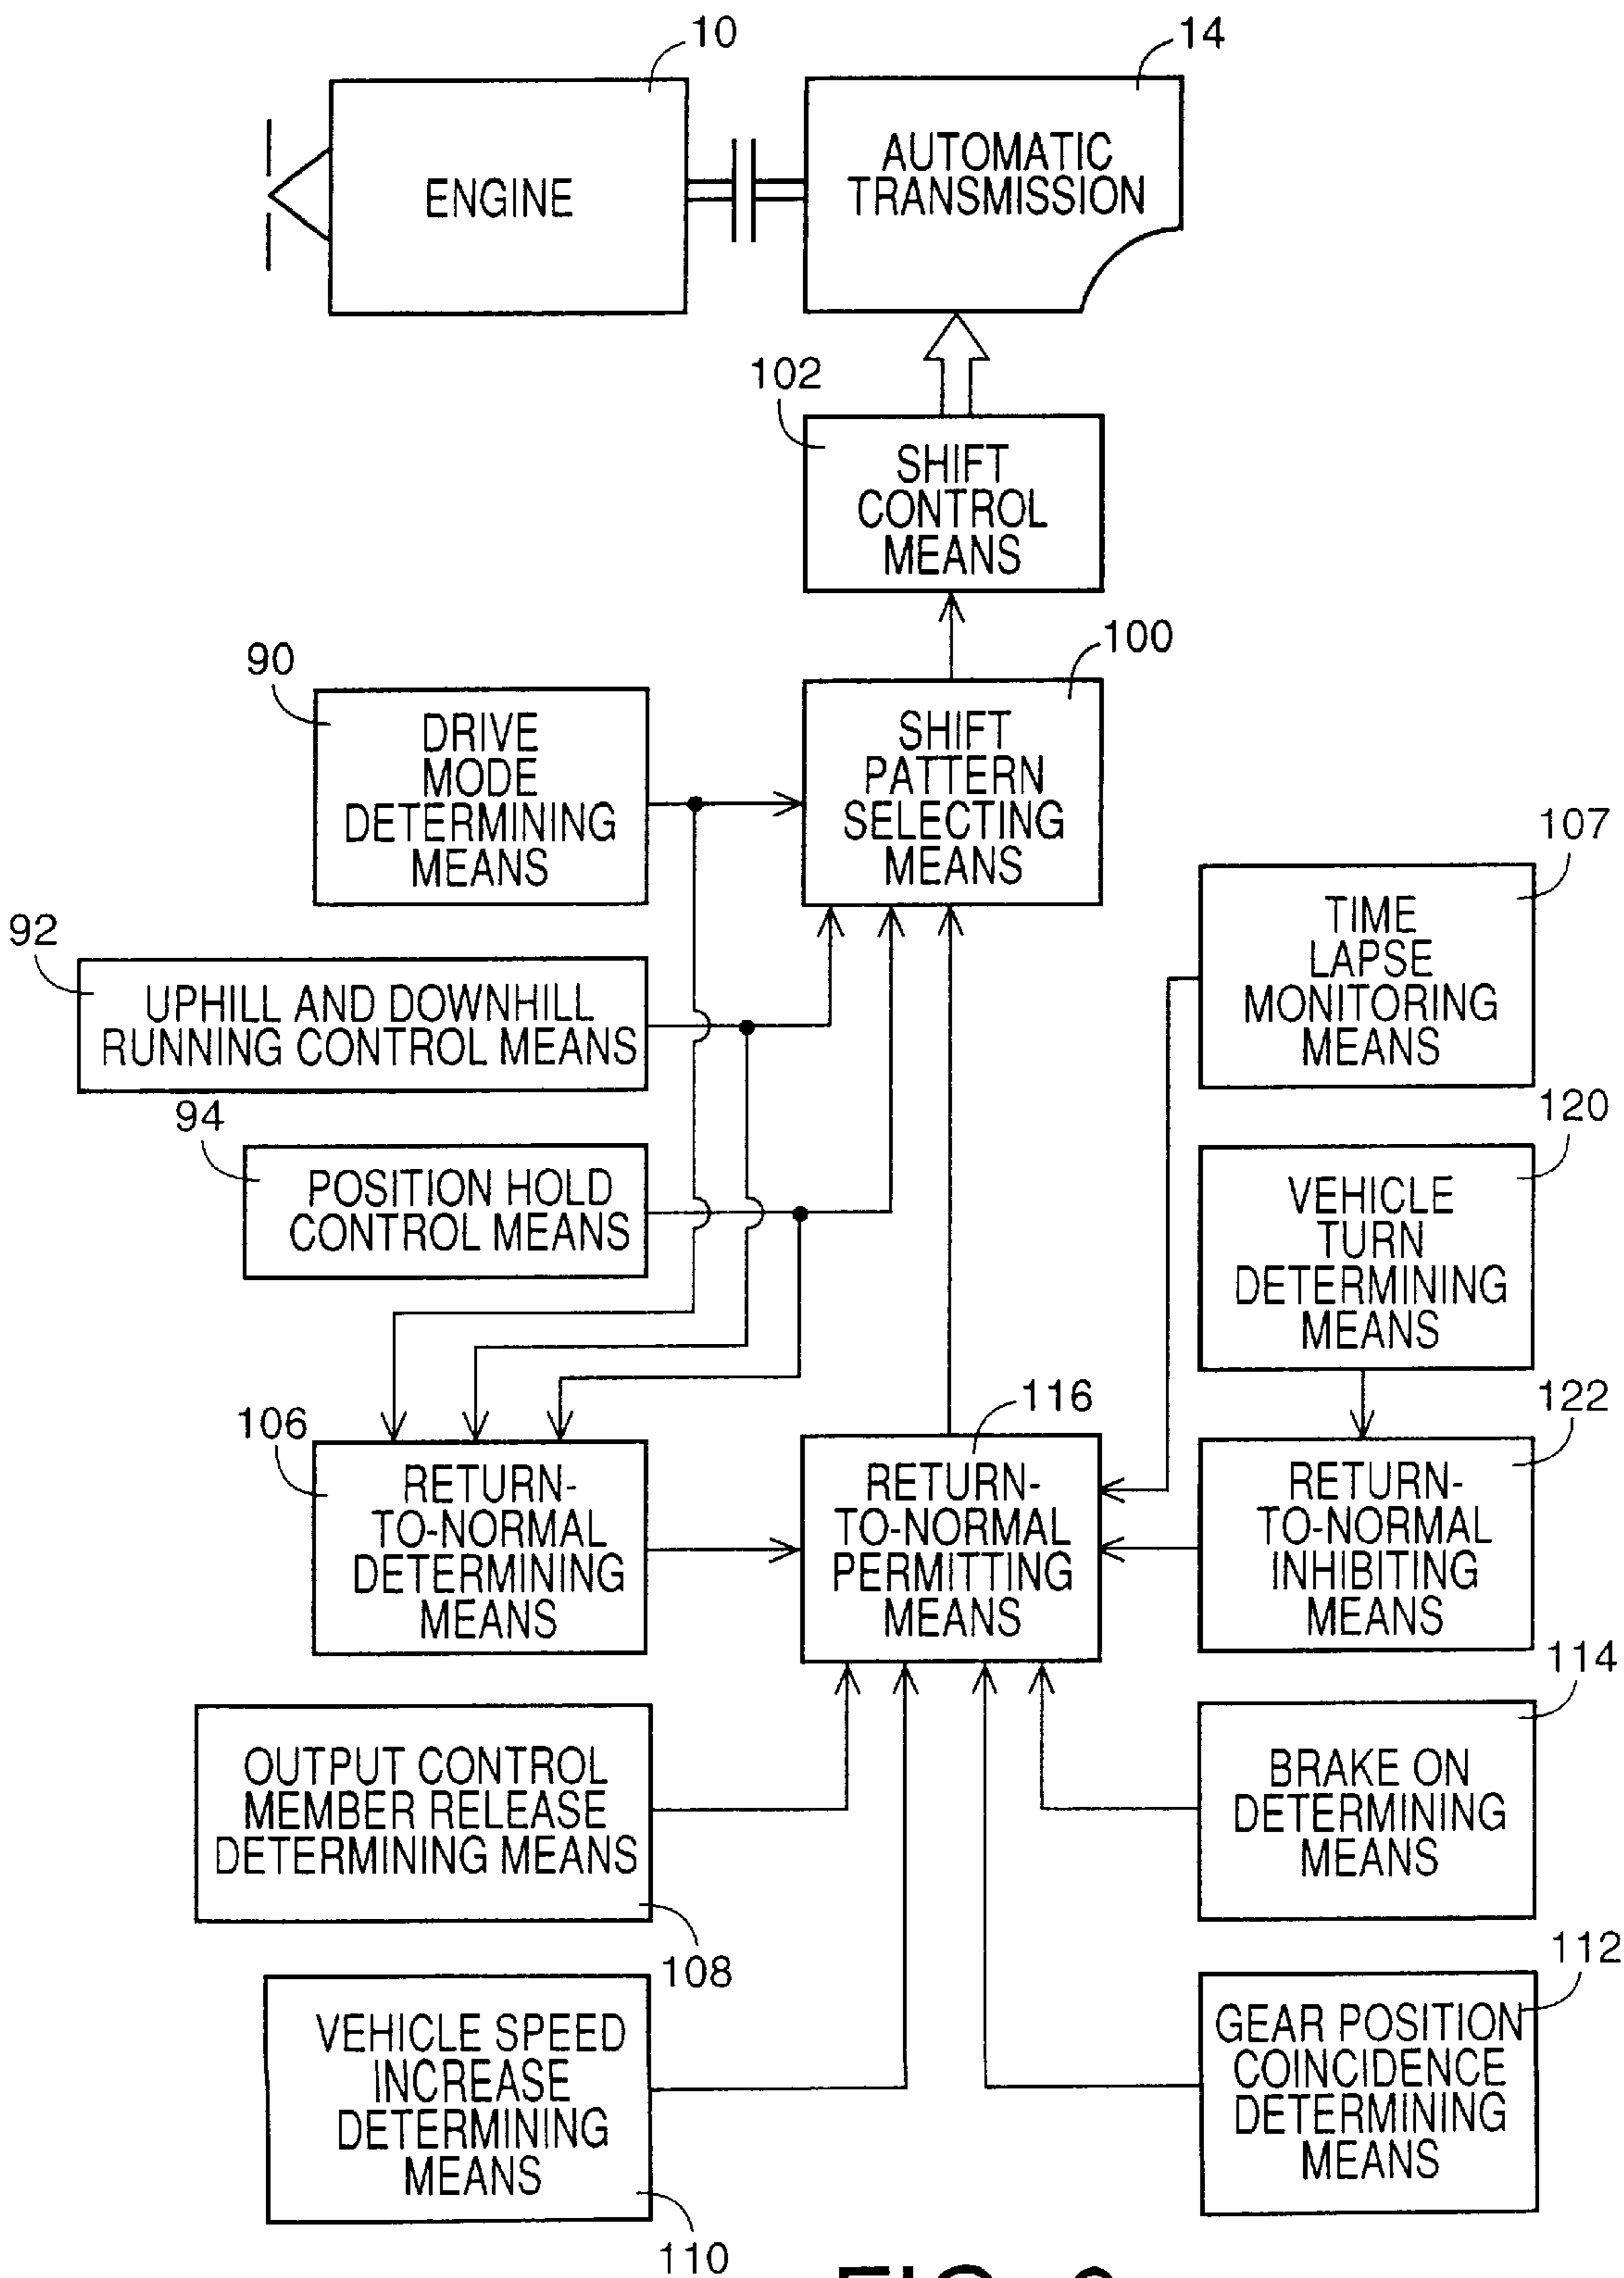 10
14
ENGINE
AUTOMATIC
TRANSMISSION
102
SHIFT
CONTROL
MEANS
100
90
DRIVE
MODE
DETERMINING
MEANS
SHIFT
PATTERN
SELECTING
MEANS
107
TIME
LAPSE
MONITORING
MEANS
92
UPHILL AND DOWNHILL
RUNNING CONTROL MEANS
94
POSITION HOLD
CONTROL MEANS
120
VEHICLE
TURN
DETERMINING
MEANS
106
RETURN-
TO-NORMAL
DETERMINING
MEANS
116
RETURN-
TO-NORMAL
PERMITTING
MEANS
122
RETURN-
TO-NORMAL
INHIBITING
MEANS
114
OUTPUT CONTROL
MEMBER RELEASE
DETERMINING MEANS
108
BRAKE ON
DETERMINING
MEANS
112
VEHICLE SPEED
INCREASE
DETERMINING
MEANS
110
GEAR POSITION
COINCIDENCE
DETERMINING
MEANS
FIG.